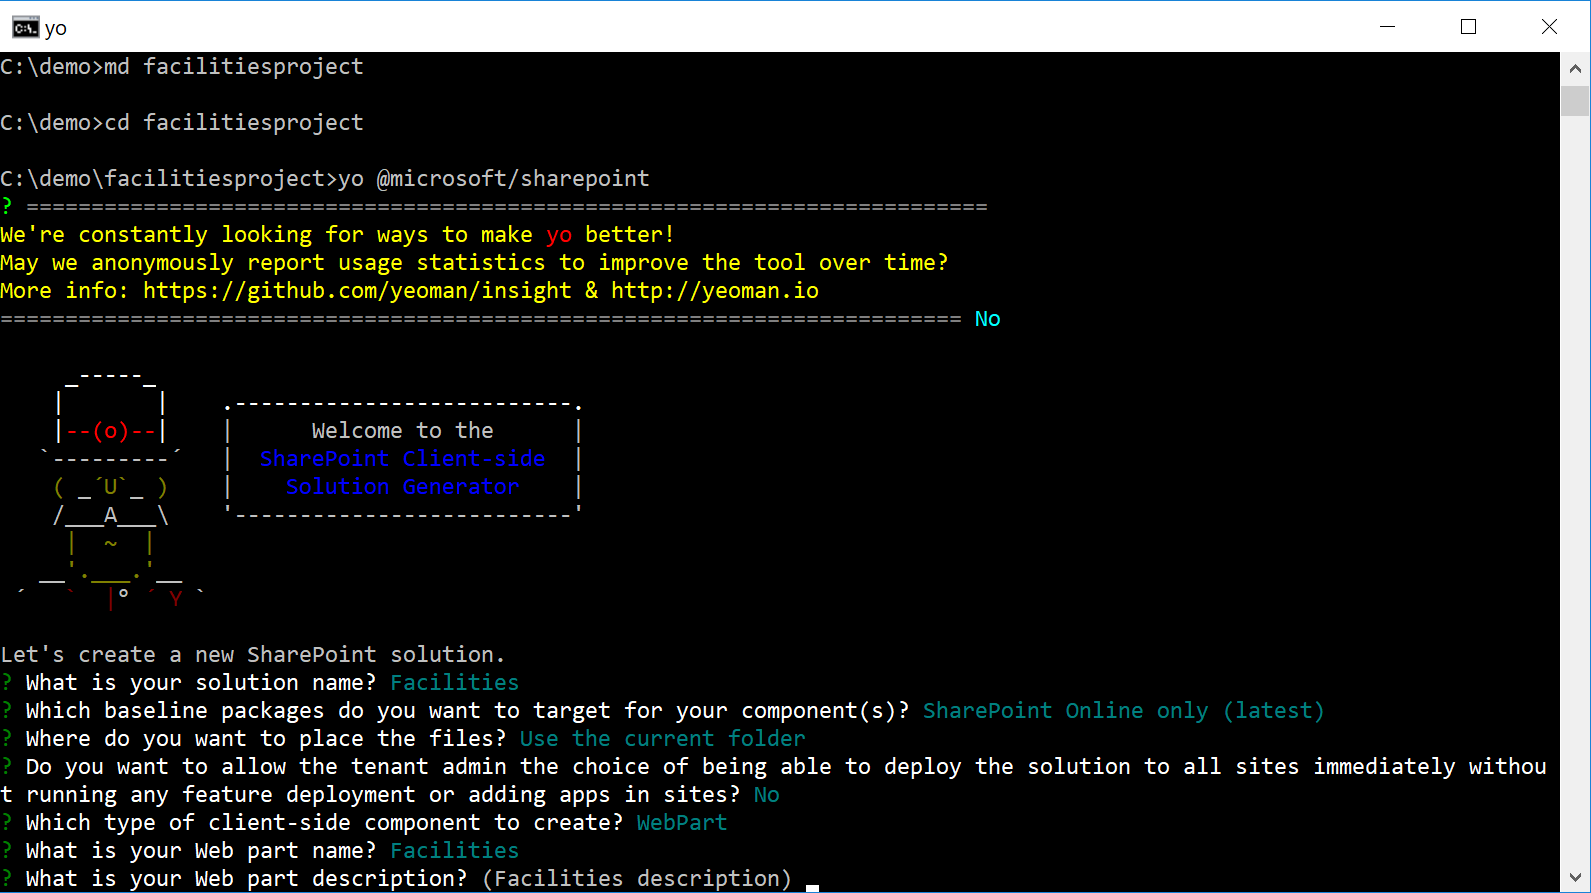 yo
C:\demo>md facilitiesproject
C:\demo>cd facilitiesproject
C:\demo\facilitiesproject>yo @microsoft/sharepoint
? ==========================================================================
We're constantly looking for ways to make yo better!
May we anonymously report usage statistics to improve the tool over time?
More info: https://github.com/yeoman/insight & http://yeoman.io
========================================================================== No
Welcome to the
SharePoint Client-side
Solution Generator
Let's create a new SharePoint solution.
? What is your solution name? Facilities
? Which baseline packages do you want to target for your component(s)? SharePoint Online only (latest)
? Where do you want to place the files? Use the current folder
? Do you want to allow the tenant admin the choice of being able to deploy the solution to all sites immediately withou
t running any feature deployment or adding apps in sites? No
? Which type of client-side component to create? WebPart
? What is your Web part name? Facilities
? What is your Web part description? (Facilities description)